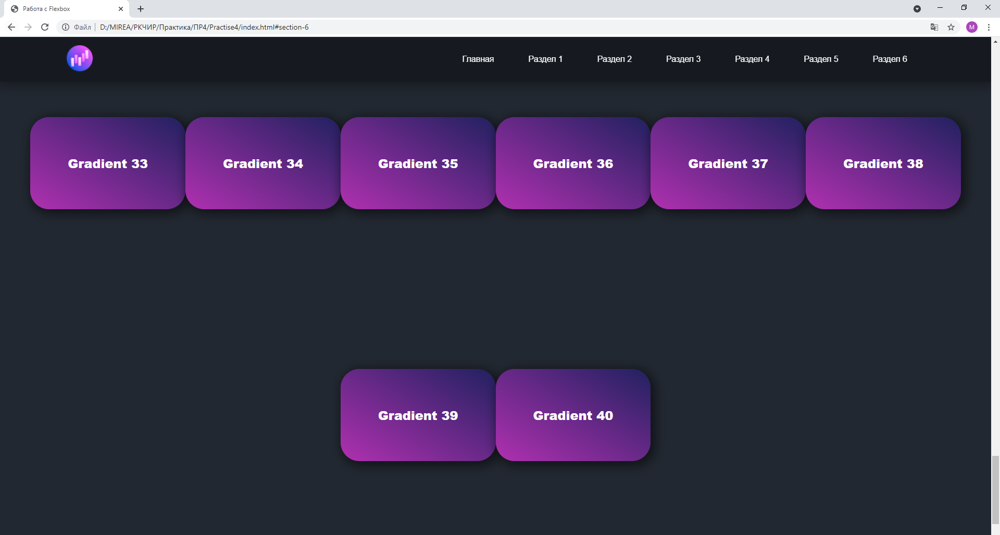 Работа с Flexbox
Файл D:/MIREA/РКЧИР/Практика/ПР4/Practise4/index.html#section-6
M
Главная Раздел 1 Раздел 2 Раздел 3 Раздел 4 Раздел 5 Раздел 6
Gradient 33 Gradient 34 Gradient 35 Gradient 36 Gradient 37 Gradient 38
Gradient 39 Gradient 40